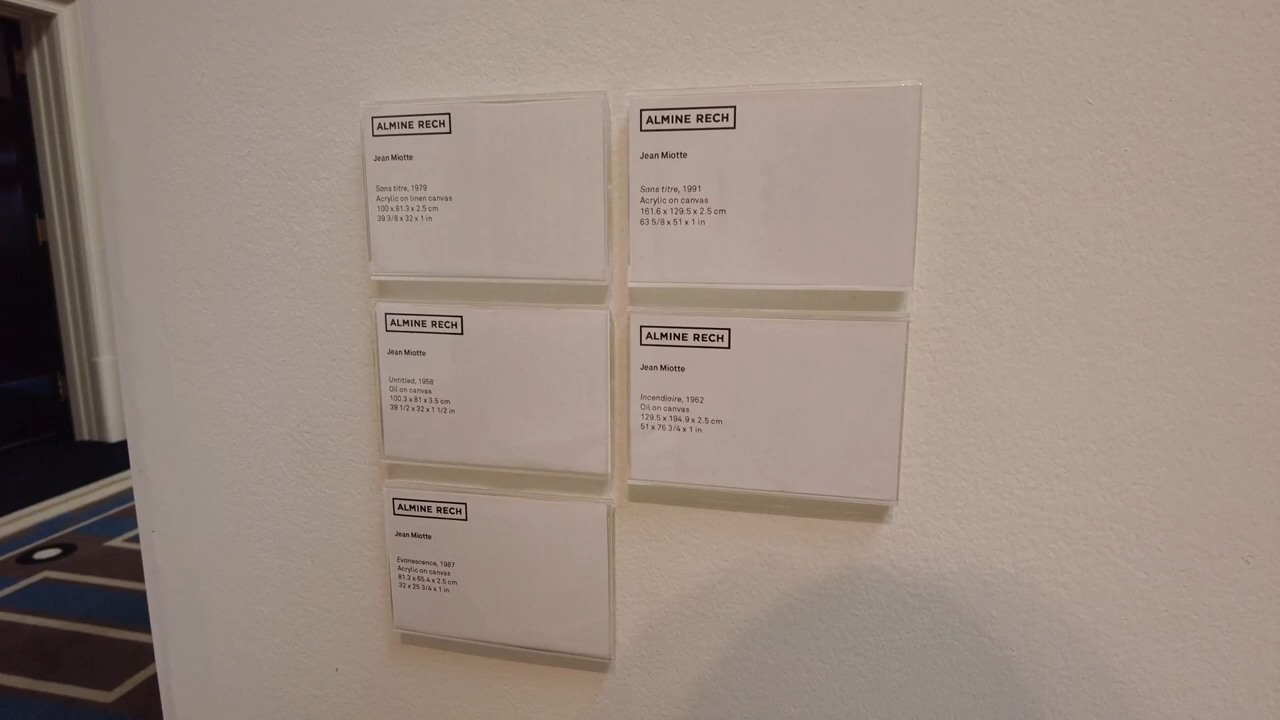 ALMINE RECH
Jean Miotte
Sans titre, 1979
Acrylic on linen canvas
100 x 81.3 x 2.5 cm
39 3/8 x 32 x 1 in
ALMINE RECH
Jean Miotte
Sans titre, 1991
Acrylic on canvas
161.6 x 129.5 x 2.5 cm
63 5/8 x 51 x 1 in
ALMINE RECH
Jean Miotte
Untitled, 1958
Oil on canvas
100.3 x 81 x 3.5 cm
39 1/2 x 32 x 1 1/2 in
ALMINE RECH
Jean Miotte
Incendiaire, 1962
Oil on canvas
129.5 x 194.9 x 2.5 cm
51 x 76 3/4 x 1 in
ALMINE RECH
Jean Miotte
Evanescence, 1987
Acrylic on canvas
81.3 x 65.4 x 2.5 cm
32 x 25 3/4 x 1 in